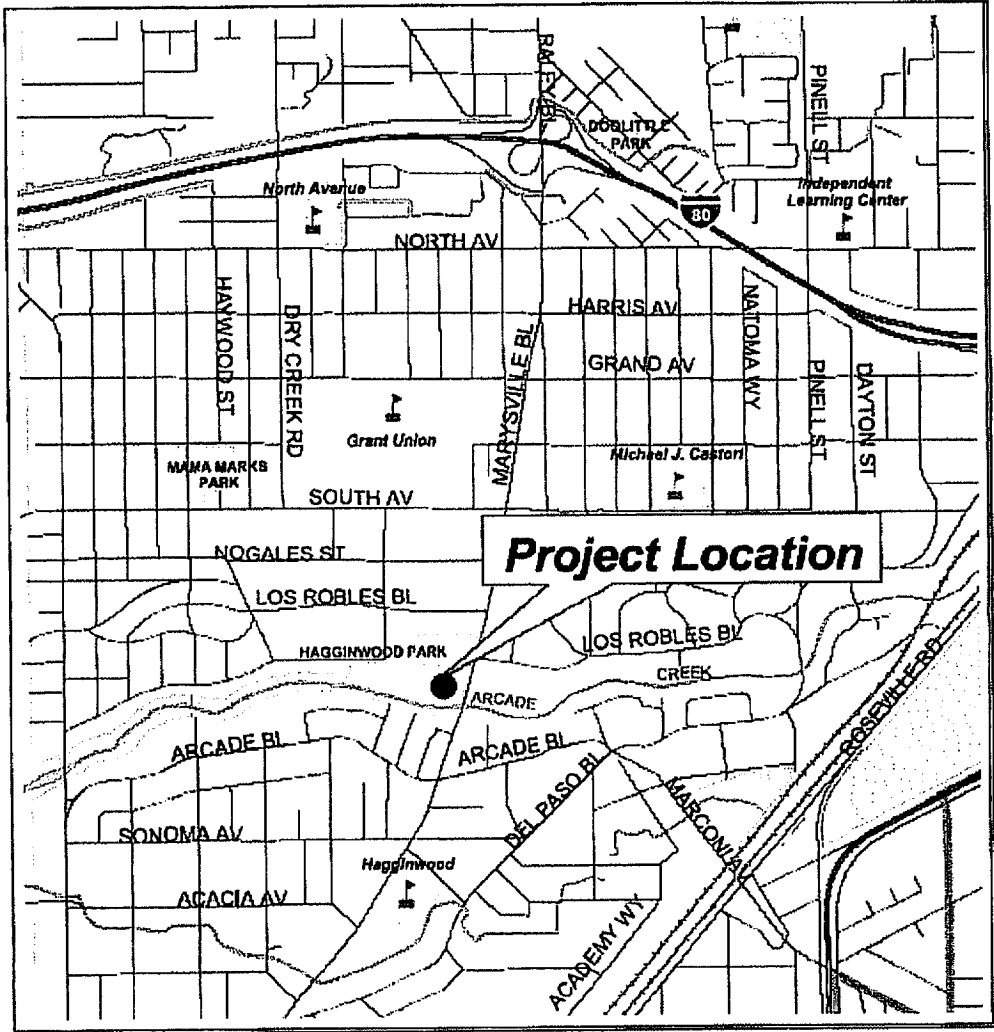 RALEY BL
PINELL ST
DOOLITTLE
PARK
North Avenue
Independent
Learning Center
80
NORTH AV
HAYWOOD ST
DRY CREEK RD
HARRIS AV
NATOMA WY
MARYSVILLE BL
GRAND AV
PINELL ST
DAYTON ST
Grant Union
Michael J. Castori
MAMA MARKS
PARK
SOUTH AV
Project Location
NOGALES ST
LOS ROBLES BL
LOS ROBLES BL
HAGGINWOOD PARK
CREEK
ARCADE
ROSEVILLE RD
ARCADE BL
ARCADE BL
DEL PASO BL
MARCONI A
SONOMA AV
Hagginwood
ACACIA AV
ACADEMY WY